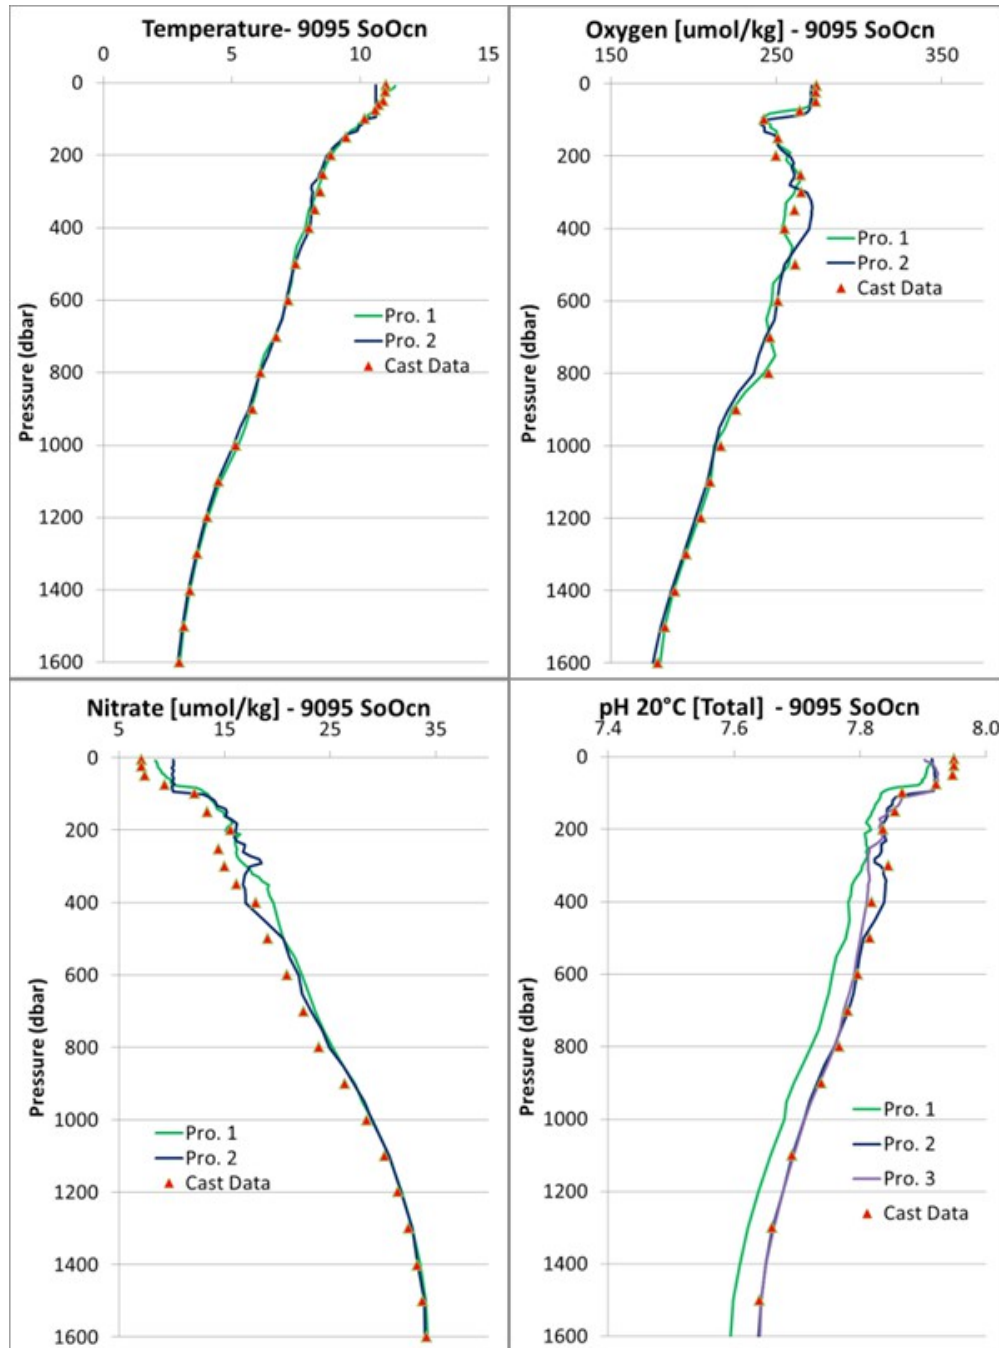 Temperature- 9095 SoOcn
0 5 10 15
0
200
400
600
800
1000
1200
1400
1600
Pressure (dbar)
Pro. 1
Pro. 2
Cast Data
Oxygen [umol/kg] - 9095 SoOcn
150 250 350
0
200
400
600
800
1000
1200
1400
1600
Pressure (dbar)
Pro. 1
Pro. 2
Cast Data
Nitrate [umol/kg] - 9095 SoOcn
5 15 25 35
0
200
400
600
800
1000
1200
1400
1600
Pressure (dbar)
Pro. 1
Pro. 2
Cast Data
pH 20°C [Total] - 9095 SoOcn
7.4 7.6 7.8 8.0
0
200
400
600
800
1000
1200
1400
1600
Pressure (dbar)
Pro. 1
Pro. 2
Pro. 3
Cast Data